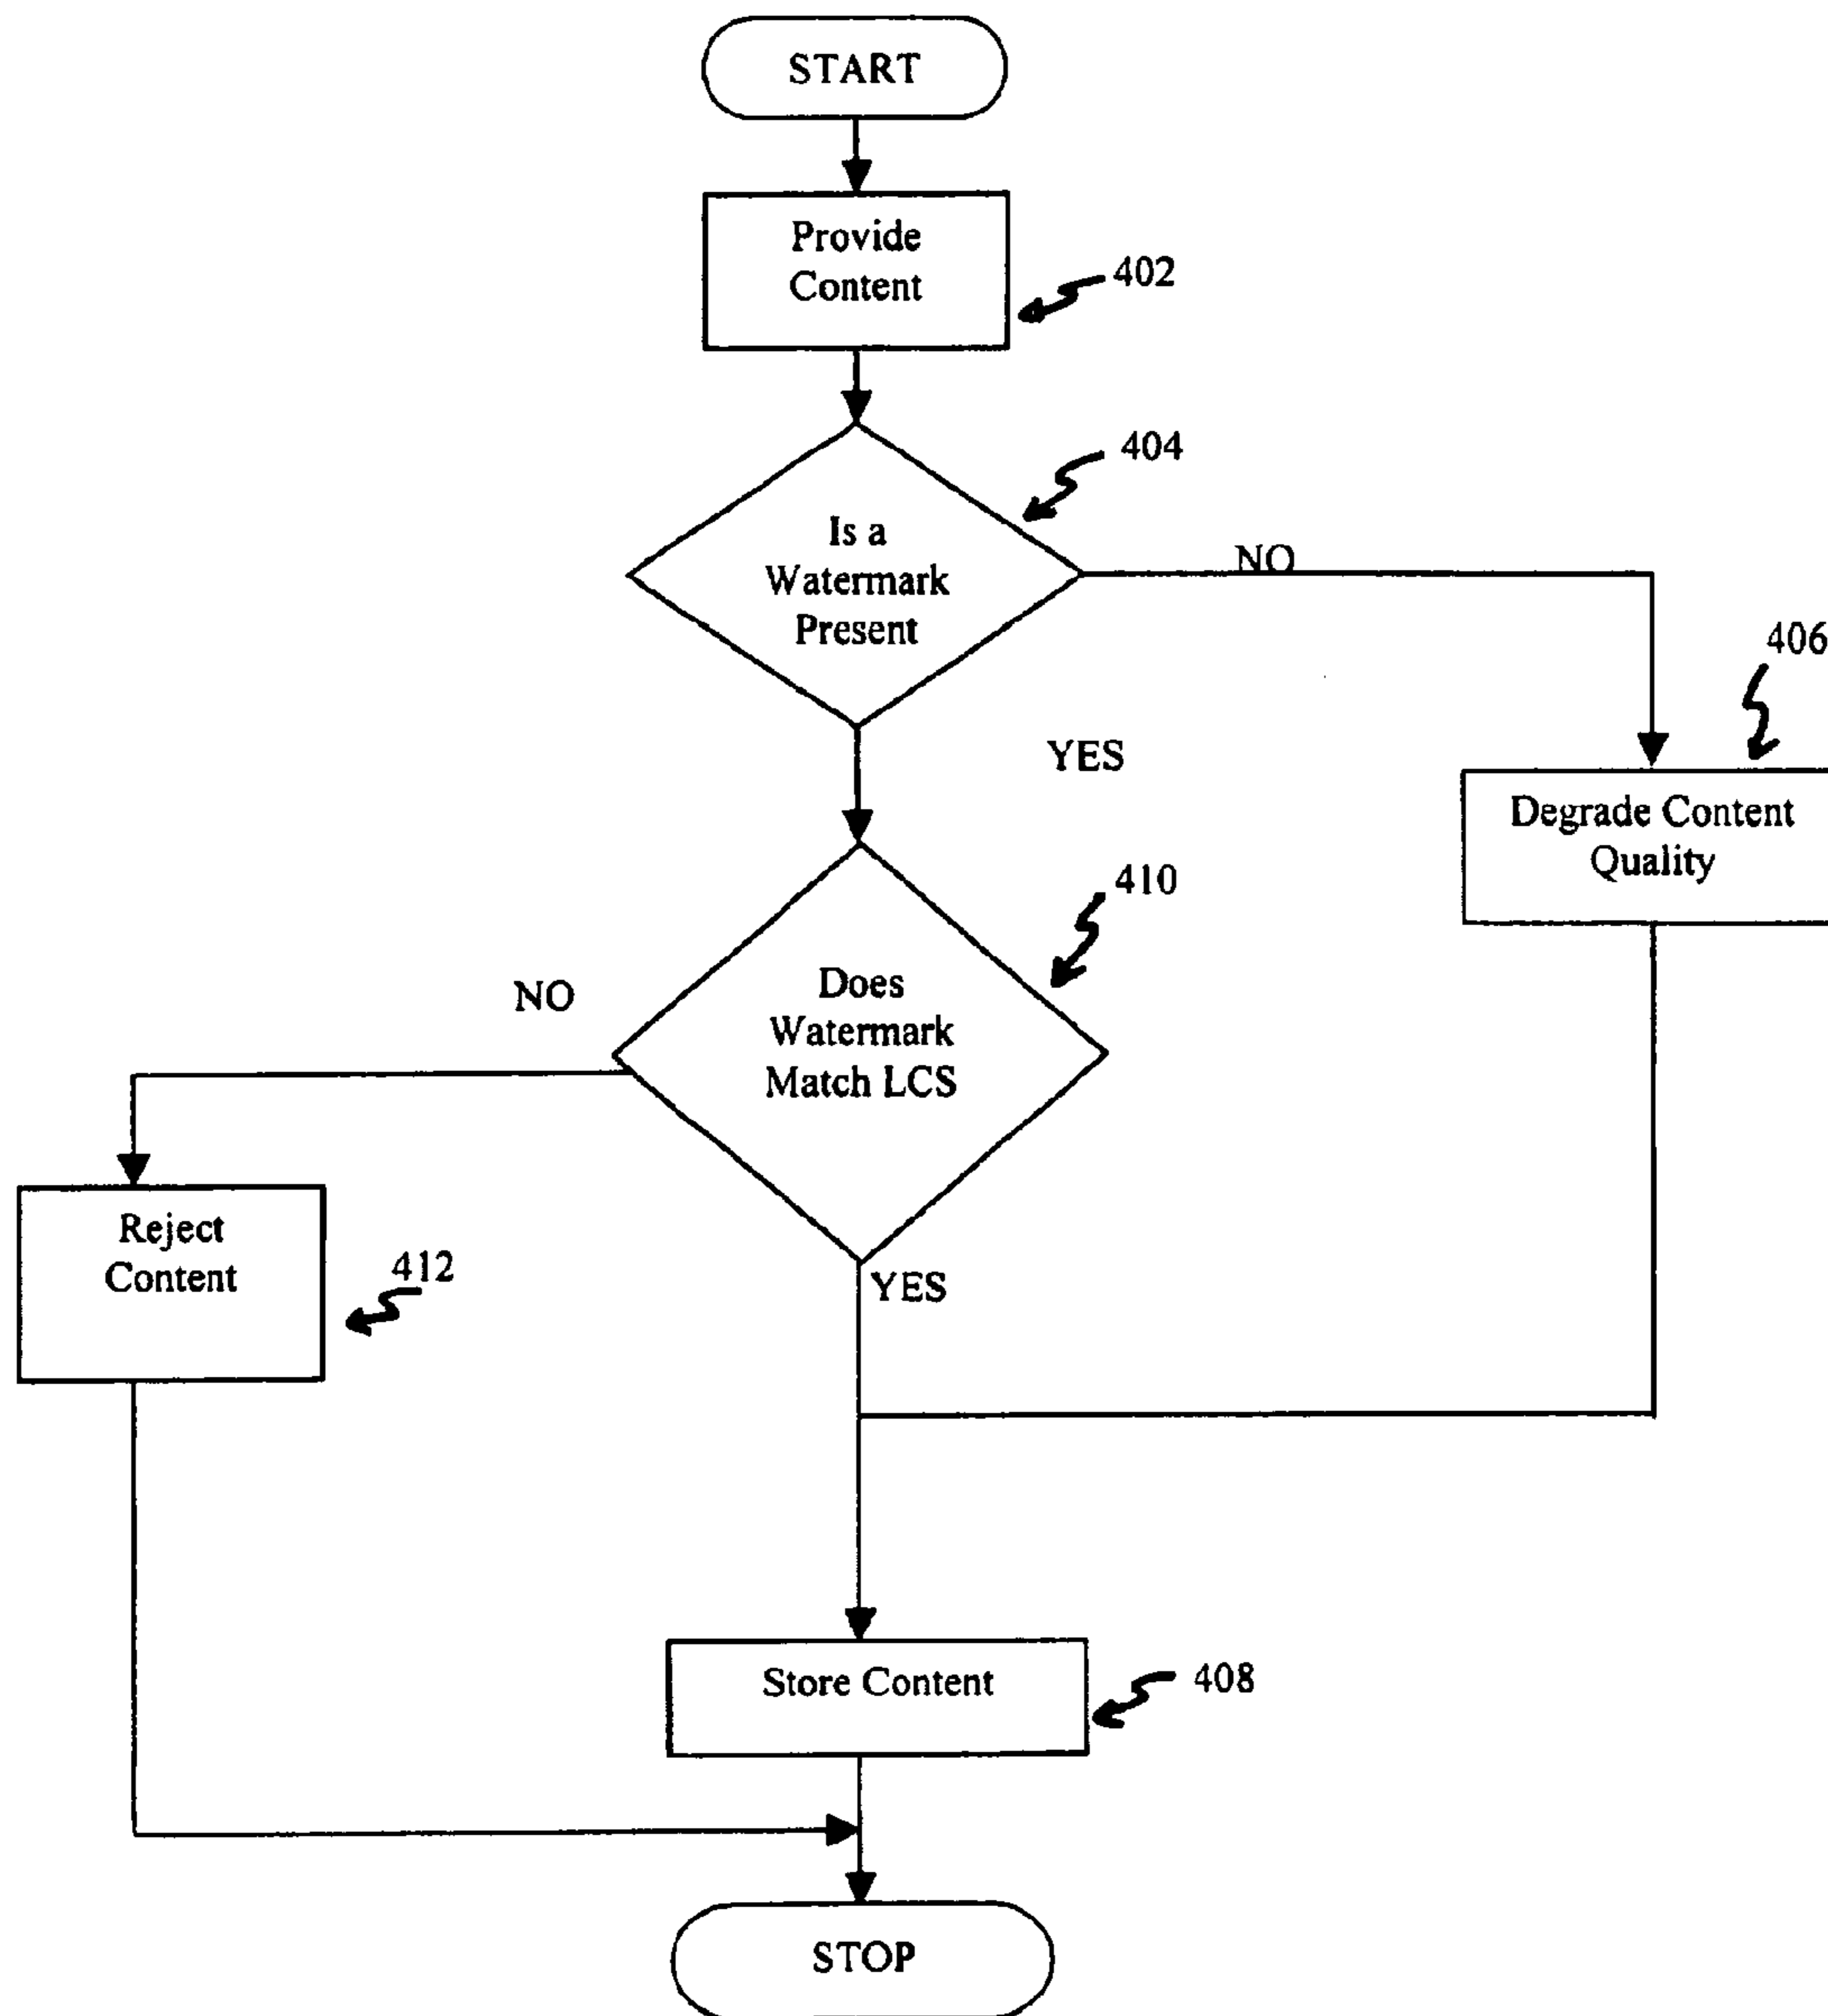 START
Provide
Content
402
404
Is a
Watermark
Present
NO
406
YES
Degrade Content
Quality
410
Does
Watermark
Match LCS
NO
Reject
Content
412
YES
Store Content
408
STOP